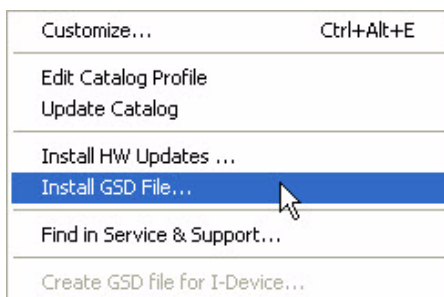 Customize... Ctrl+Alt+E
Edit Catalog Profile
Update Catalog
Install HW Updates ...
Install GSD File...
Find in Service & Support...
Create GSD file for I-Device...